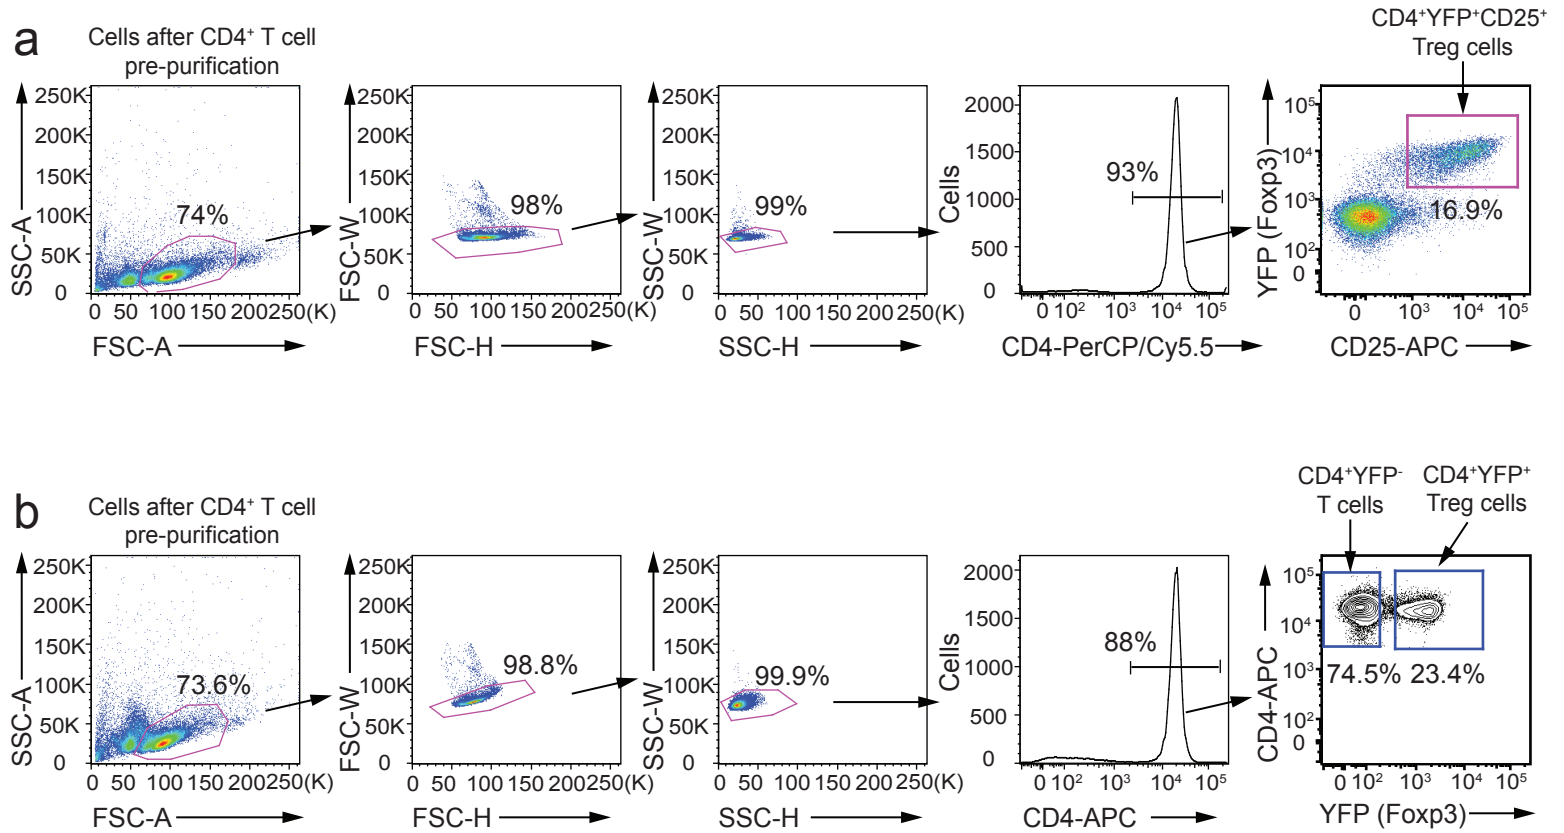 a
Cells after CD4⁺ T cell
pre-purification
CD4⁺YFP⁺CD25⁺
Treg cells
SSC-A
250K
200K
150K
100K
50K
0
74%
0 50 100 150 200 250(K)
FSC-A
FSC-W
250K
200K
150K
100K
50K
0
98%
0 50 100 150 200 250(K)
FSC-H
SSC-W
250K
200K
150K
100K
50K
0
99%
0 50 100 150 200 250(K)
SSC-H
Cells
2000
1500
1000
500
0
93%
0 10² 10³ 10⁴ 10⁵
CD4-PerCP/Cy5.5
YFP (Foxp3)
10⁵
10⁴
10³
10²
0
16.9%
0 10³ 10⁴ 10⁵
CD25-APC
b
Cells after CD4⁺ T cell
pre-purification
CD4⁺YFP⁻
T cells
CD4⁺YFP⁺
Treg cells
SSC-A
250K
200K
150K
100K
50K
0
73.6%
0 50 100 150 200 250(K)
FSC-A
FSC-W
250K
200K
150K
100K
50K
0
98.8%
0 50 100 150 200 250(K)
FSC-H
SSC-W
250K
200K
150K
100K
50K
0
99.9%
0 50 100 150 200 250(K)
SSC-H
Cells
2000
1500
1000
500
0
88%
0 10² 10³ 10⁴ 10⁵
CD4-APC
CD4-APC
10⁵
10⁴
10³
10²
0
74.5% 23.4%
0 10² 10³ 10⁴ 10⁵
YFP (Foxp3)